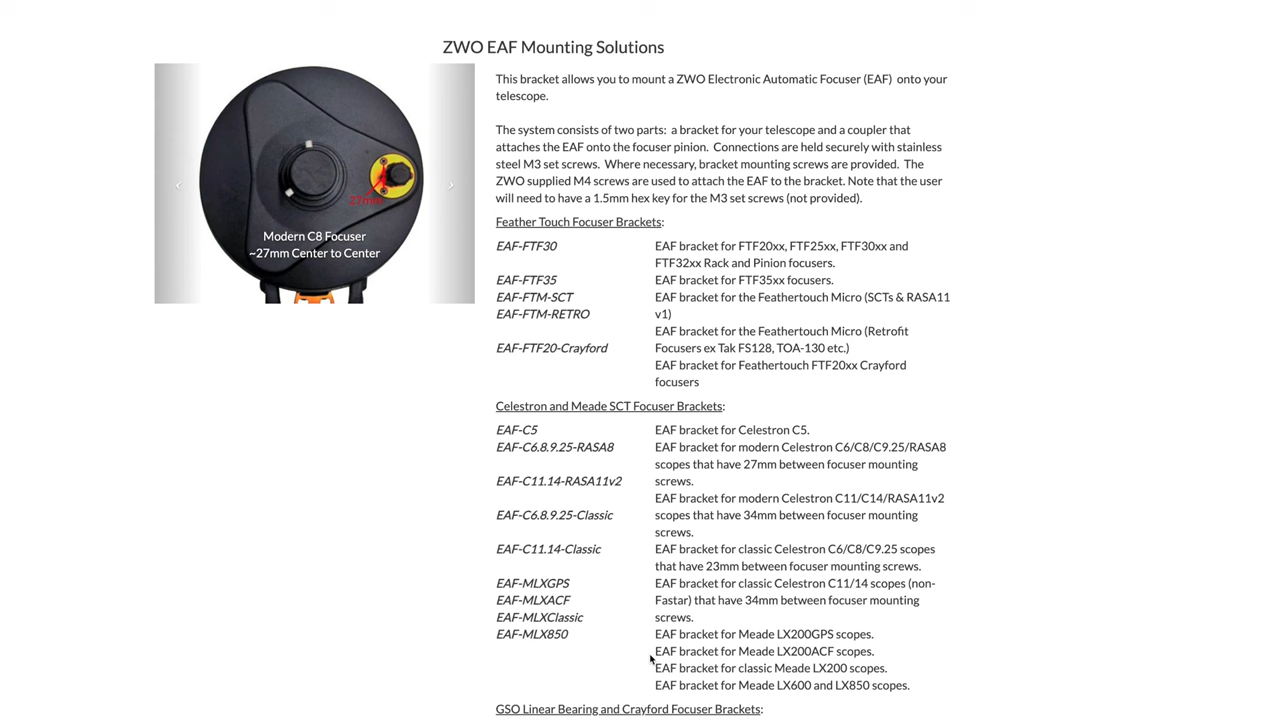 ZWO EAF Mounting Solutions
This bracket allows you to mount a ZWO Electronic Automatic Focuser (EAF) onto your
telescope.
The system consists of two parts: a bracket for your telescope and a coupler that
attaches the EAF onto the focuser pinion. Connections are held securely with stainless
steel M3 set screws. Where necessary, bracket mounting screws are provided. The
ZWO supplied M4 screws are used to attach the EAF to the bracket. Note that the user
will need to have a 1.5mm hex key for the M3 set screws (not provided).
27mm
Modern C8 Focuser
~27mm Center to Center
Feather Touch Focuser Brackets:
EAF-FTF30
EAF-FTF35
EAF-FTM-SCT
EAF-FTM-RETRO
EAF-FTF20-Crayford
EAF bracket for FTF20xx, FTF25xx, FTF30xx and
FTF32xx Rack and Pinion focusers.
EAF bracket for FTF35xx focusers.
EAF bracket for the Feathertouch Micro (SCTs & RASA11
v1)
EAF bracket for the Feathertouch Micro (Retrofit
Focusers ex Tak FS128, TOA-130 etc.)
EAF bracket for Feathertouch FTF20xx Crayford
focusers
Celestron and Meade SCT Focuser Brackets:
EAF-C5
EAF-C6.8.9.25-RASA8
EAF-C11.14-RASA11v2
EAF-C6.8.9.25-Classic
EAF-C11.14-Classic
EAF-MLXGPS
EAF-MLXACF
EAF-MLXClassic
EAF-MLX850
EAF bracket for Celestron C5.
EAF bracket for modern Celestron C6/C8/C9.25/RASA8
scopes that have 27mm between focuser mounting
screws.
EAF bracket for modern Celestron C11/C14/RASA11v2
scopes that have 34mm between focuser mounting
screws.
EAF bracket for classic Celestron C6/C8/C9.25 scopes
that have 23mm between focuser mounting screws.
EAF bracket for classic Celestron C11/14 scopes (non-
Fastar) that have 34mm between focuser mounting
screws.
EAF bracket for Meade LX200GPS scopes.
EAF bracket for Meade LX200ACF scopes.
EAF bracket for classic Meade LX200 scopes.
EAF bracket for Meade LX600 and LX850 scopes.
GSO Linear Bearing and Crayford Focuser Brackets: